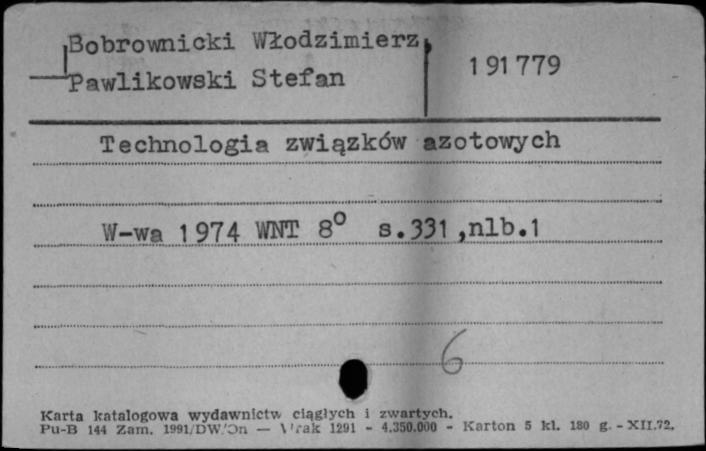 Bobrownicki Włodzimierz,
Pawlikowski Stefan
191779
Technologia związków azotowych
W-wa 1974 WNT 8° s.331,nlb.1
6
Karta katalogowa wydawnictw ciągłych i zwartych.
Pu-B 144 Zam. 1991/DW/On — 1291 - 4.350.000 - Karton 5 kl. 180 g. - XII.72.